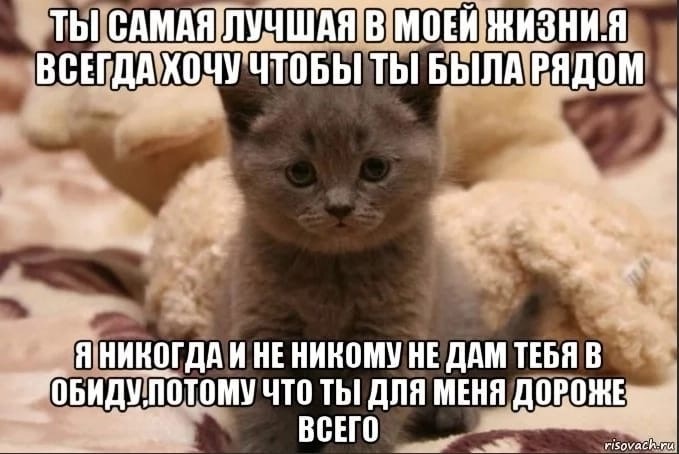 ТЫ САМАЯ ЛУЧШАЯ В МОЕЙ ЖИЗНИ.Я
ВСЕГДА ХОЧУ ЧТОБЫ ТЫ БЫЛА РЯДОМ
Я НИКОГДА И НЕ НИКОМУ НЕ ДАМ ТЕБЯ В
ОБИДУ,ПОТОМУ ЧТО ТЫ ДЛЯ МЕНЯ ДОРОЖЕ
ВСЕГО
risovach.ru